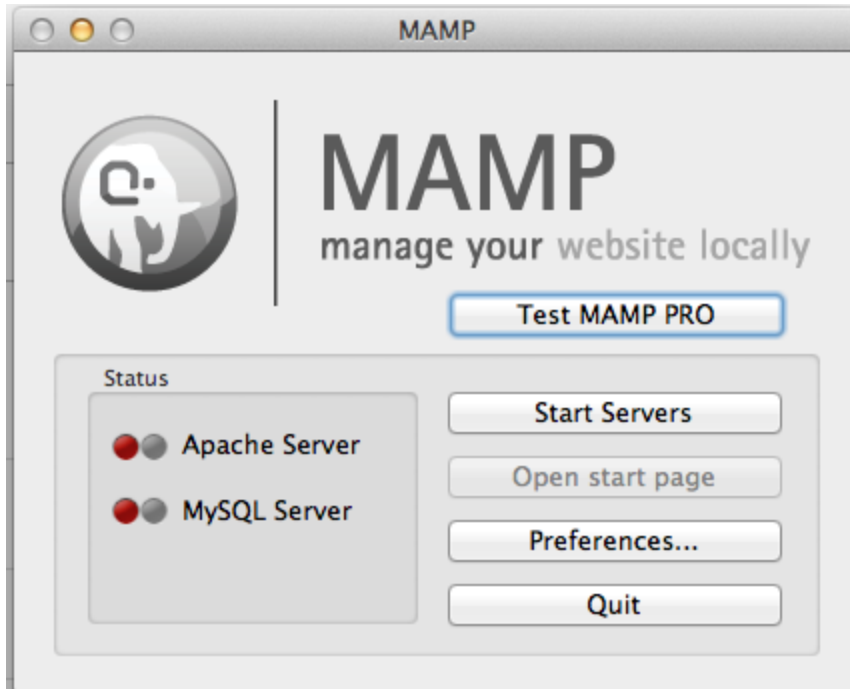 MAMP
MAMP
manage your website locally
Test MAMP PRO
Status
Apache Server
MySQL Server
Start Servers
Open start page
Preferences...
Quit